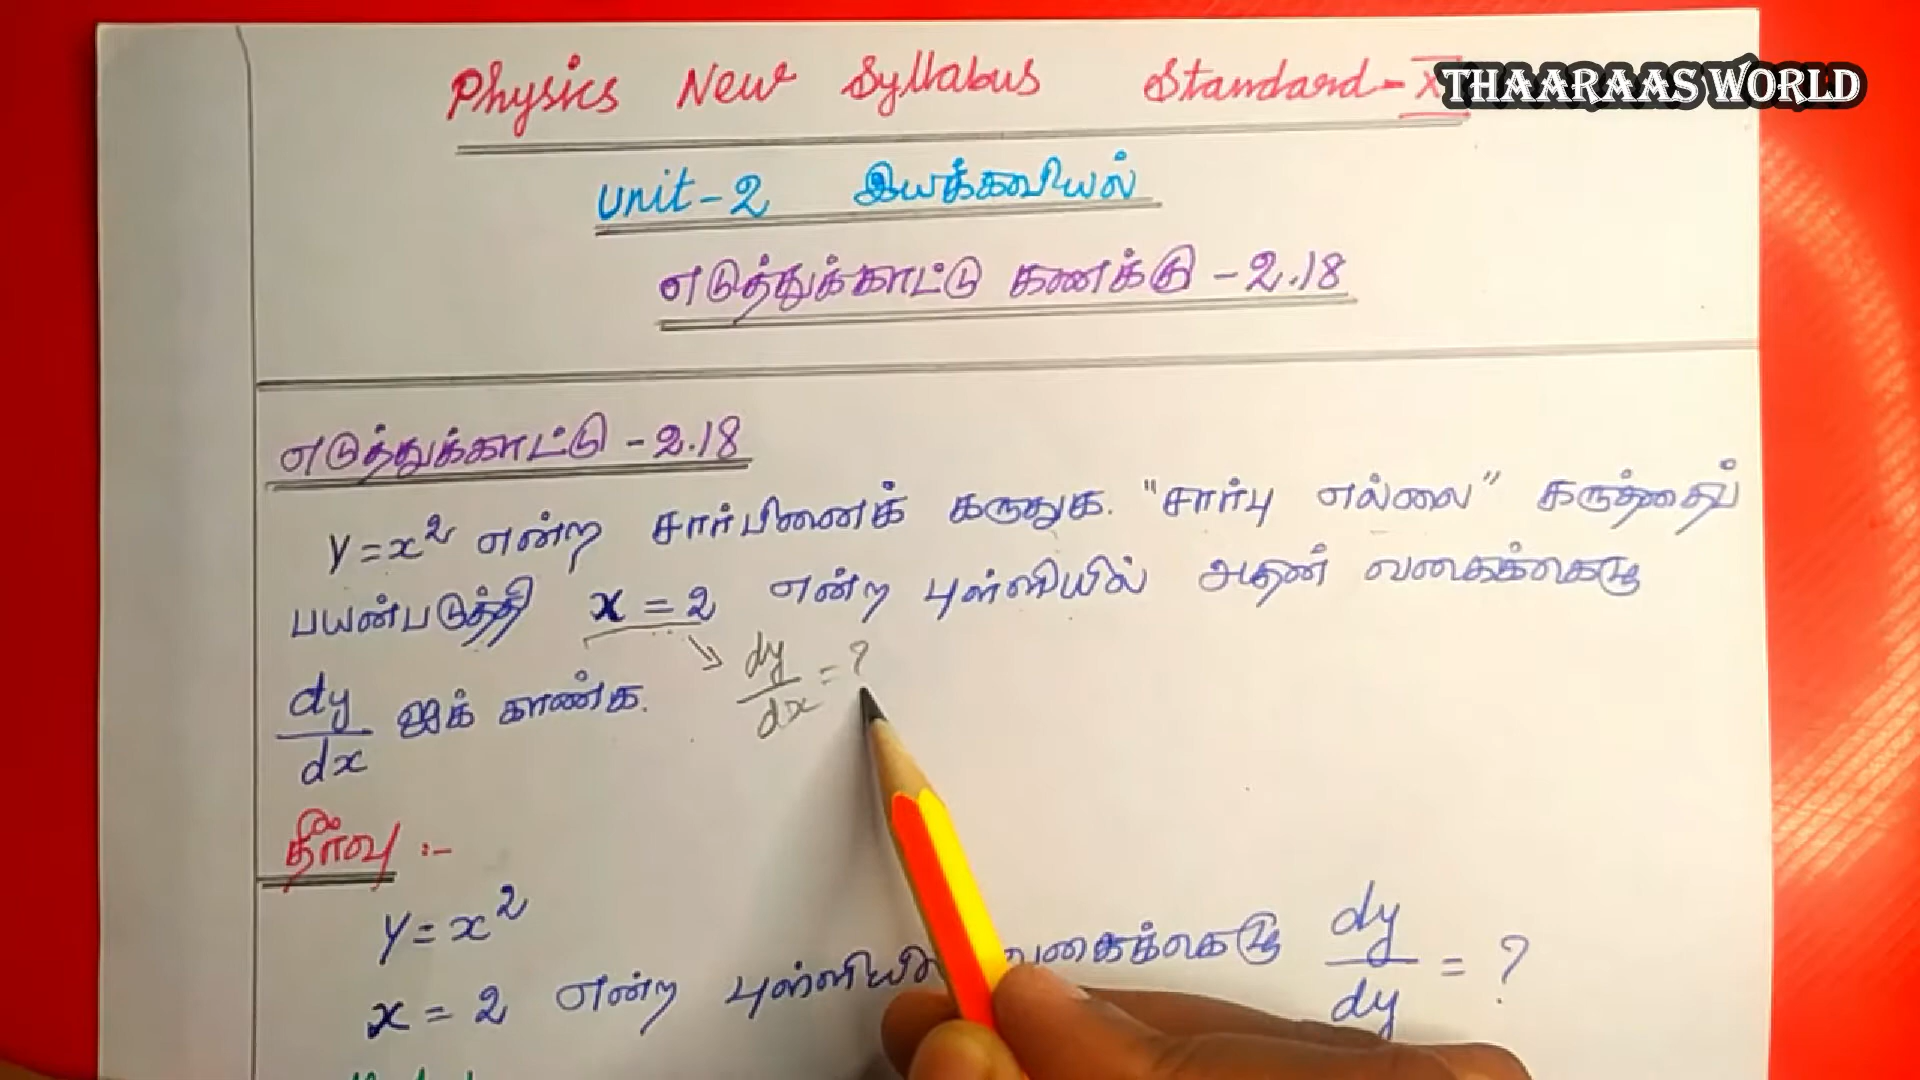 Physics New Syllabus Standard-X
THAARAAS WORLD
Unit-2 இயக்கவியல்
எடுத்துக்காட்டு கணக்கு - 2.18
எடுத்துக்காட்டு - 2.18
y = x² என்ற சார்பினைக் கருதுக. "சார்பு எல்லை" கருத்தைப்
பயன்படுத்தி x = 2 என்ற புள்ளியில் அதன் வகைக்கெழு
dy/dx ஐக் காண்க. dy/dx = ?
தீர்வு :-
y = x²
x = 2 என்ற புள்ளியில் வகைக்கெழு dy/dy = ?